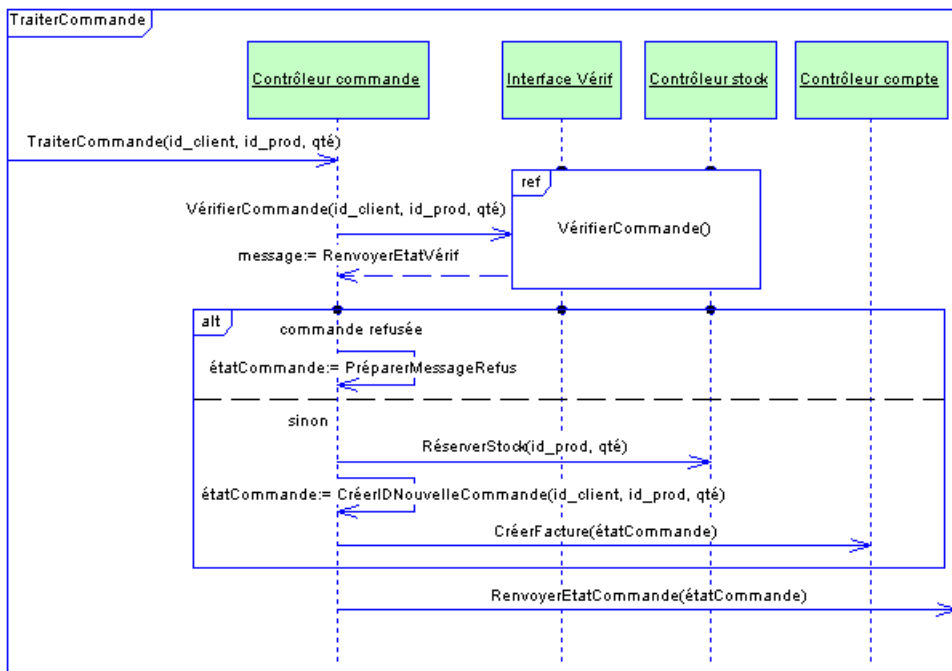 TraiterCommande
Contrôleur commande
Interface Vérif
Contrôleur stock
Contrôleur compte
TraiterCommande(id_client, id_prod, qté)
ref
VérifierCommande(id_client, id_prod, qté)
VérifierCommande()
message:= RenvoyerEtatVérif
alt
commande refusée
étatCommande:= PréparerMessageRefus
sinon
RéserverStock(id_prod, qté)
étatCommande:= CréerIDNouvelleCommande(id_client, id_prod, qté)
CréerFacture(étatCommande)
RenvoyerEtatCommande(étatCommande)